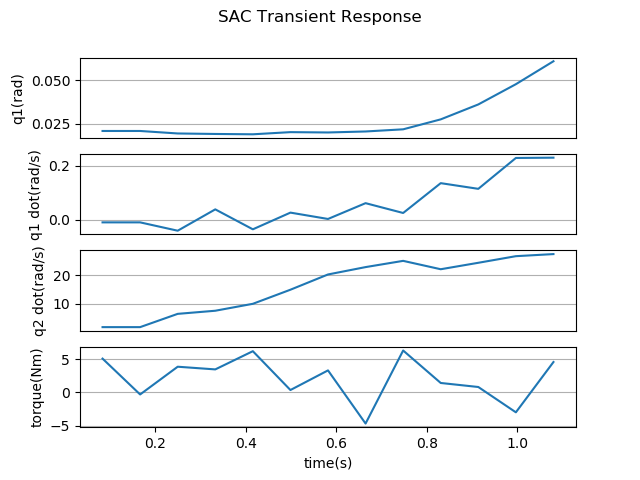 SAC Transient Response
q1(rad)
0.050
0.025
q1 dot(rad/s)
0.2
0.0
q2 dot(rad/s)
20
10
torque(Nm)
5
0
−5
0.2 0.4 0.6 0.8 1.0
time(s)